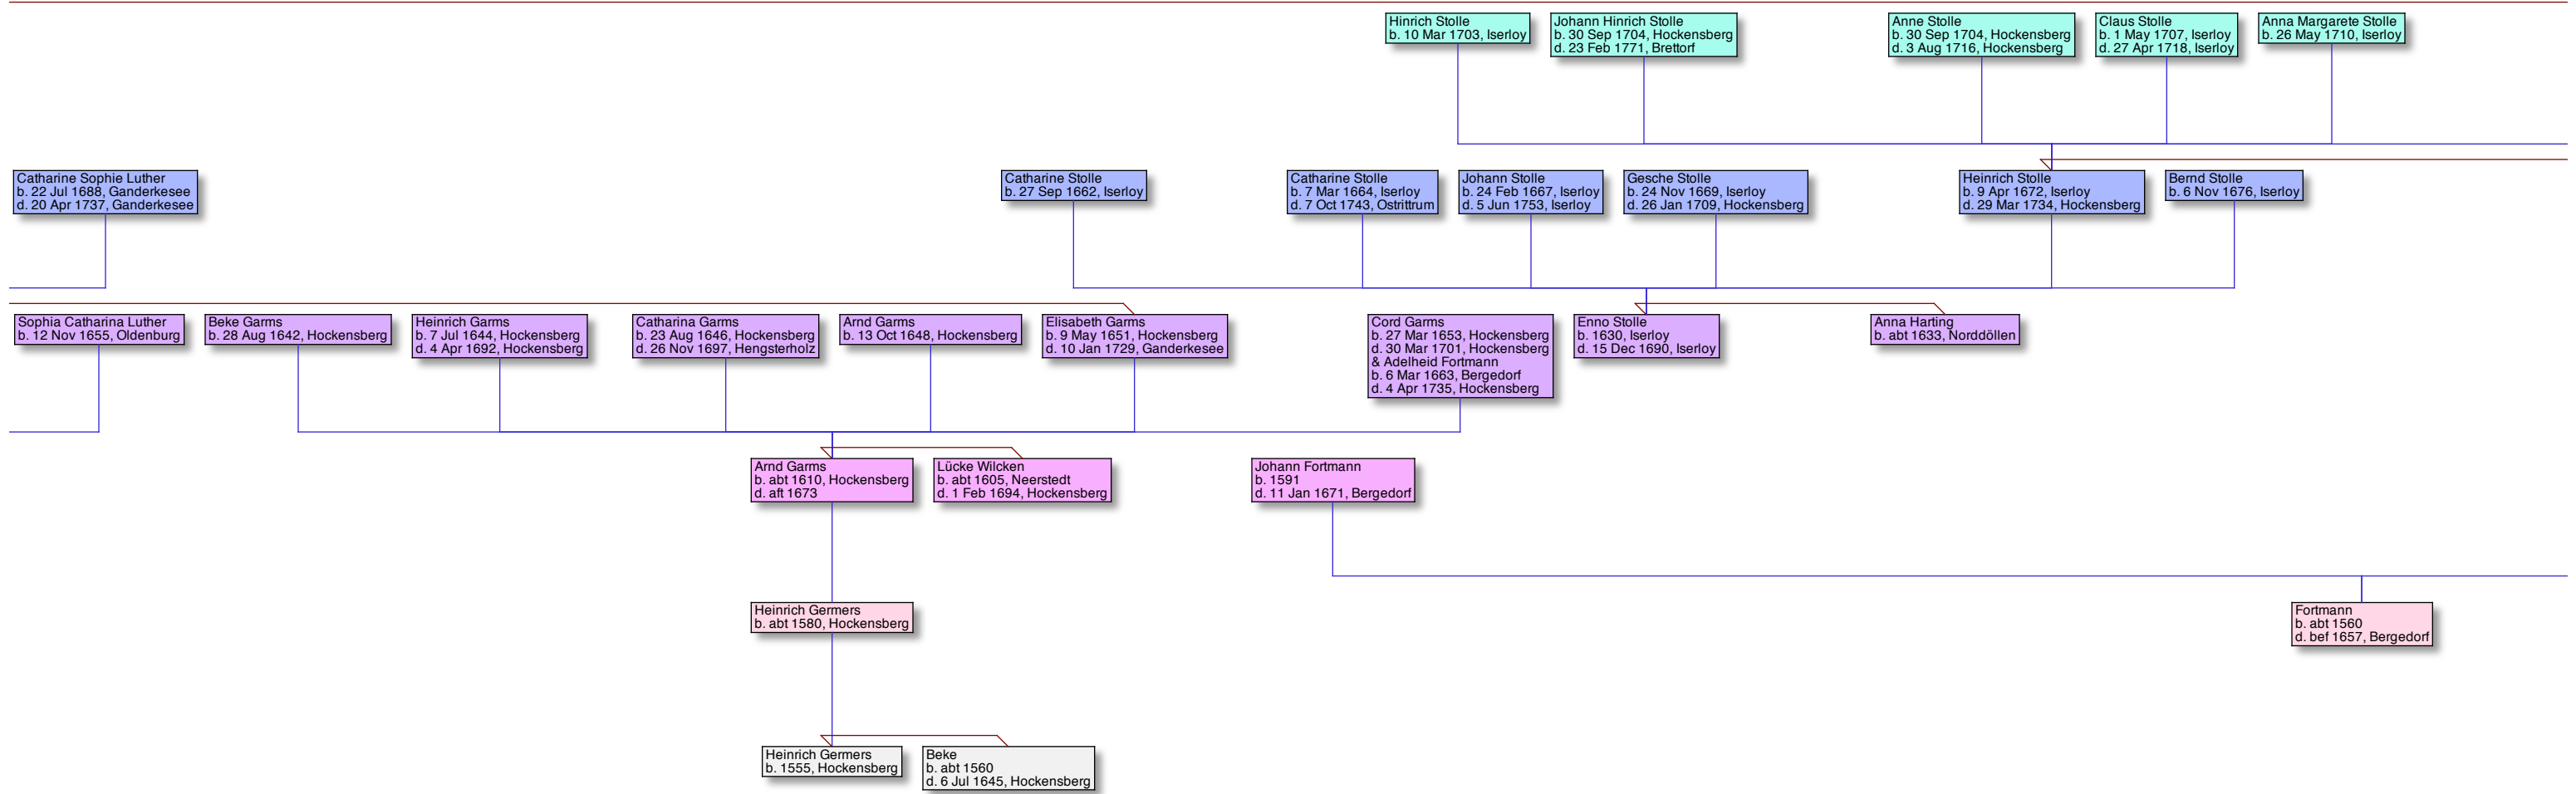 Hinrich Stolle
b. 10 Mar 1703, Iserloy
Johann Hinrich Stolle
b. 30 Sep 1704, Hockensberg
d. 23 Feb 1771, Brettorf
Anne Stolle
b. 30 Sep 1704, Hockensberg
d. 3 Aug 1716, Hockensberg
Claus Stolle
b. 1 May 1707, Iserloy
d. 27 Apr 1718, Iserloy
Anna Margarete Stolle
b. 26 May 1710, Iserloy
Catharine Sophie Luther
b. 22 Jul 1688, Ganderkesee
d. 20 Apr 1737, Ganderkesee
Catharine Stolle
b. 27 Sep 1662, Iserloy
Catharine Stolle
b. 7 Mar 1664, Iserloy
d. 7 Oct 1743, Ostrittrum
Johann Stolle
b. 24 Feb 1667, Iserloy
d. 5 Jun 1753, Iserloy
Gesche Stolle
b. 24 Nov 1669, Iserloy
d. 26 Jan 1709, Hockensberg
Heinrich Stolle
b. 9 Apr 1672, Iserloy
d. 29 Mar 1734, Hockensberg
Bernd Stolle
b. 6 Nov 1676, Iserloy
Sophia Catharina Luther
b. 12 Nov 1655, Oldenburg
Beke Garms
b. 28 Aug 1642, Hockensberg
Heinrich Garms
b. 7 Jul 1644, Hockensberg
d. 4 Apr 1692, Hockensberg
Catharina Garms
b. 23 Aug 1646, Hockensberg
d. 26 Nov 1697, Hengsterholz
Arnd Garms
b. 13 Oct 1648, Hockensberg
Elisabeth Garms
b. 9 May 1651, Hockensberg
d. 10 Jan 1729, Ganderkesee
Cord Garms
b. 27 Mar 1653, Hockensberg
d. 30 Mar 1701, Hockensberg
& Adelheid Fortmann
b. 6 Mar 1663, Bergedorf
d. 4 Apr 1735, Hockensberg
Enno Stolle
b. 1630, Iserloy
d. 15 Dec 1690, Iserloy
Anna Harting
b. abt 1633, Norddöllen
Arnd Garms
b. abt 1610, Hockensberg
d. aft 1673
Lücke Wilcken
b. abt 1605, Neerstedt
d. 1 Feb 1694, Hockensberg
Johann Fortmann
b. 1591
d. 11 Jan 1671, Bergedorf
Heinrich Germers
b. abt 1580, Hockensberg
Fortmann
b. abt 1560
d. bef 1657, Bergedorf
Heinrich Germers
b. 1555, Hockensberg
Beke
b. abt 1560
d. 6 Jul 1645, Hockensberg